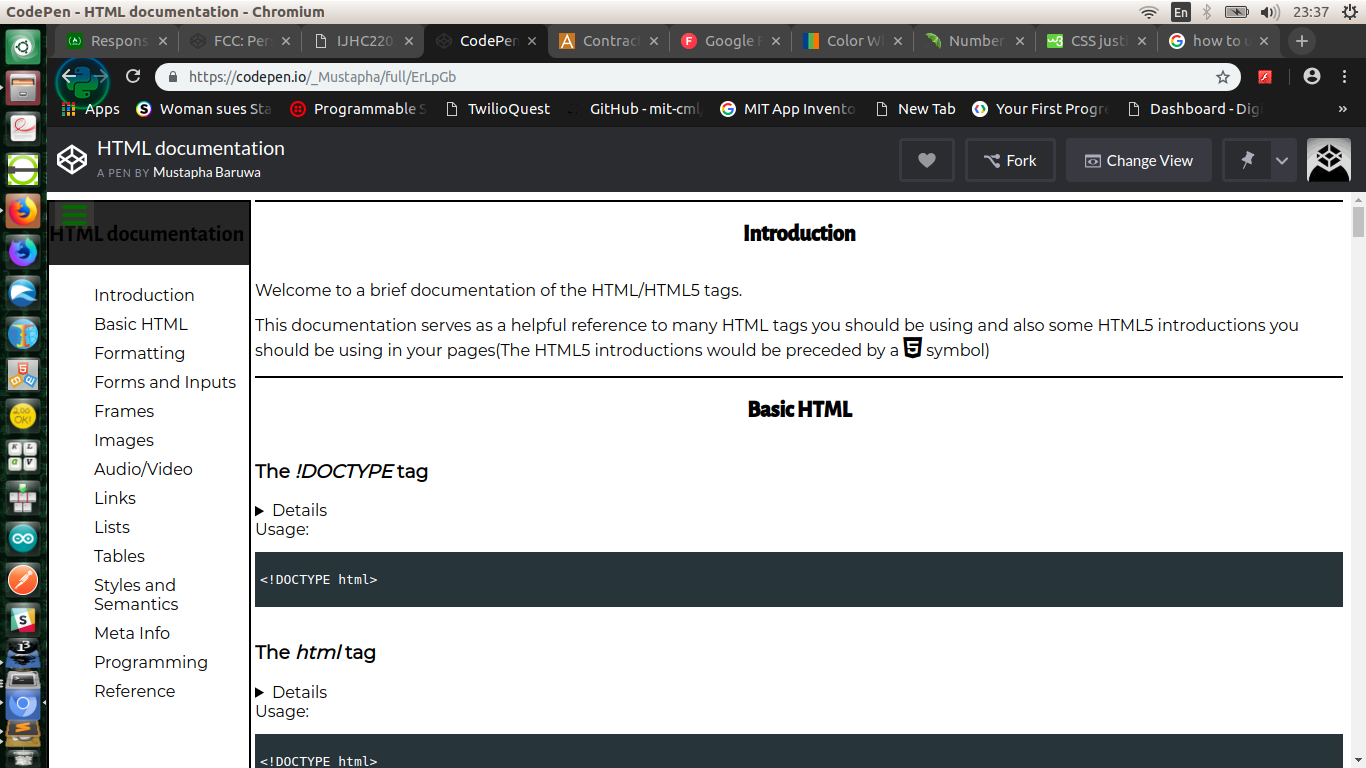 CodePen - HTML documentation - Chromium
En
23:37
Respons
FCC: Per
IJHC220
CodePen
Contrac
Google F
Color W
Number
CSS just
how to u
https://codepen.io/_Mustapha/full/ErLpGb
Apps
Woman sues Sta
Programmable S
TwilioQuest
GitHub - mit-cml
MIT App Invento
New Tab
Your First Progre
Dashboard - Dig
»
HTML documentation
A PEN BY Mustapha Baruwa
Fork
Change View
HTML documentation
Introduction
Basic HTML
Formatting
Forms and Inputs
Frames
Images
Audio/Video
Links
Lists
Tables
Styles and
Semantics
Meta Info
Programming
Reference
Introduction
Welcome to a brief documentation of the HTML/HTML5 tags.
This documentation serves as a helpful reference to many HTML tags you should be using and also some HTML5 introductions you
should be using in your pages(The HTML5 introductions would be preceded by a 5 symbol)
Basic HTML
The !DOCTYPE tag
Details
Usage:
<!DOCTYPE html>
The html tag
Details
Usage:
<!DOCTYPE html>